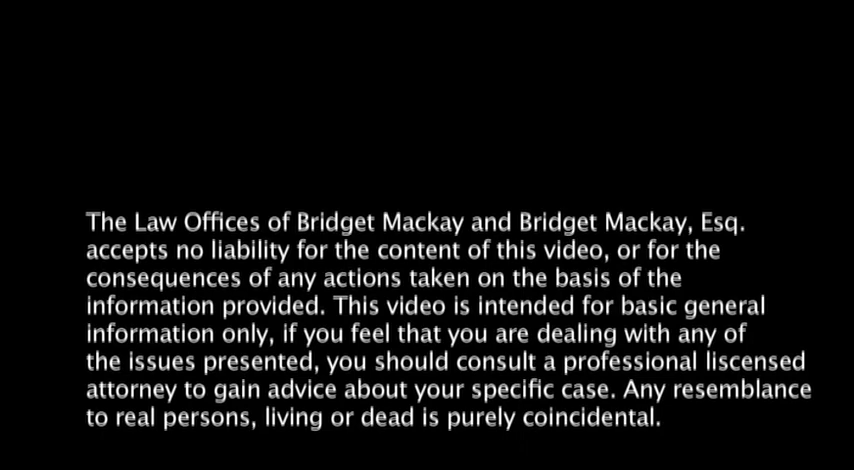 The Law Offices of Bridget Mackay and Bridget Mackay, Esq.
accepts no liability for the content of this video, or for the
consequences of any actions taken on the basis of the
information provided. This video is intended for basic general
information only, if you feel that you are dealing with any of
the issues presented, you should consult a professional liscensed
attorney to gain advice about your specific case. Any resemblance
to real persons, living or dead is purely coincidental.